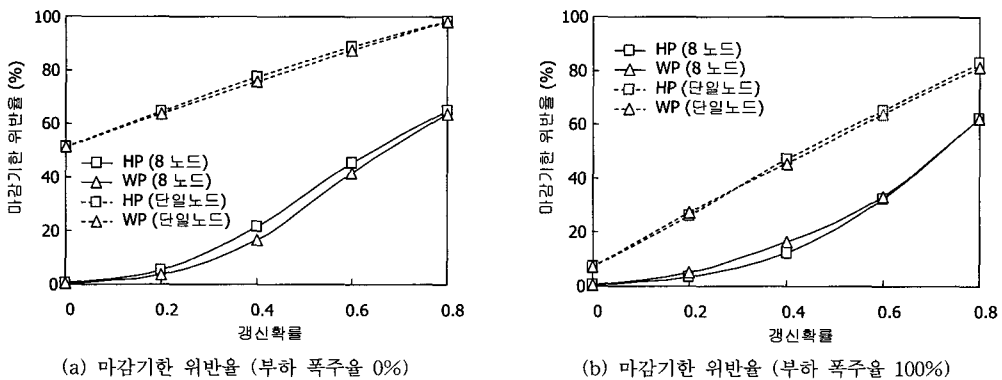 100
80
60
40
20
0
마감기한 위반율 (%)
HP (8 노드)
WP (8 노드)
HP (단일노드)
WP (단일노드)
0 0.2 0.4 0.6 0.8
갱신확률
(a) 마감기한 위반율 (부하 폭주율 0%)
100
80
60
40
20
0
마감기한 위반율 (%)
HP (8 노드)
WP (8 노드)
HP (단일노드)
WP (단일노드)
0 0.2 0.4 0.6 0.8
갱신확률
(b) 마감기한 위반율 (부하 폭주율 100%)